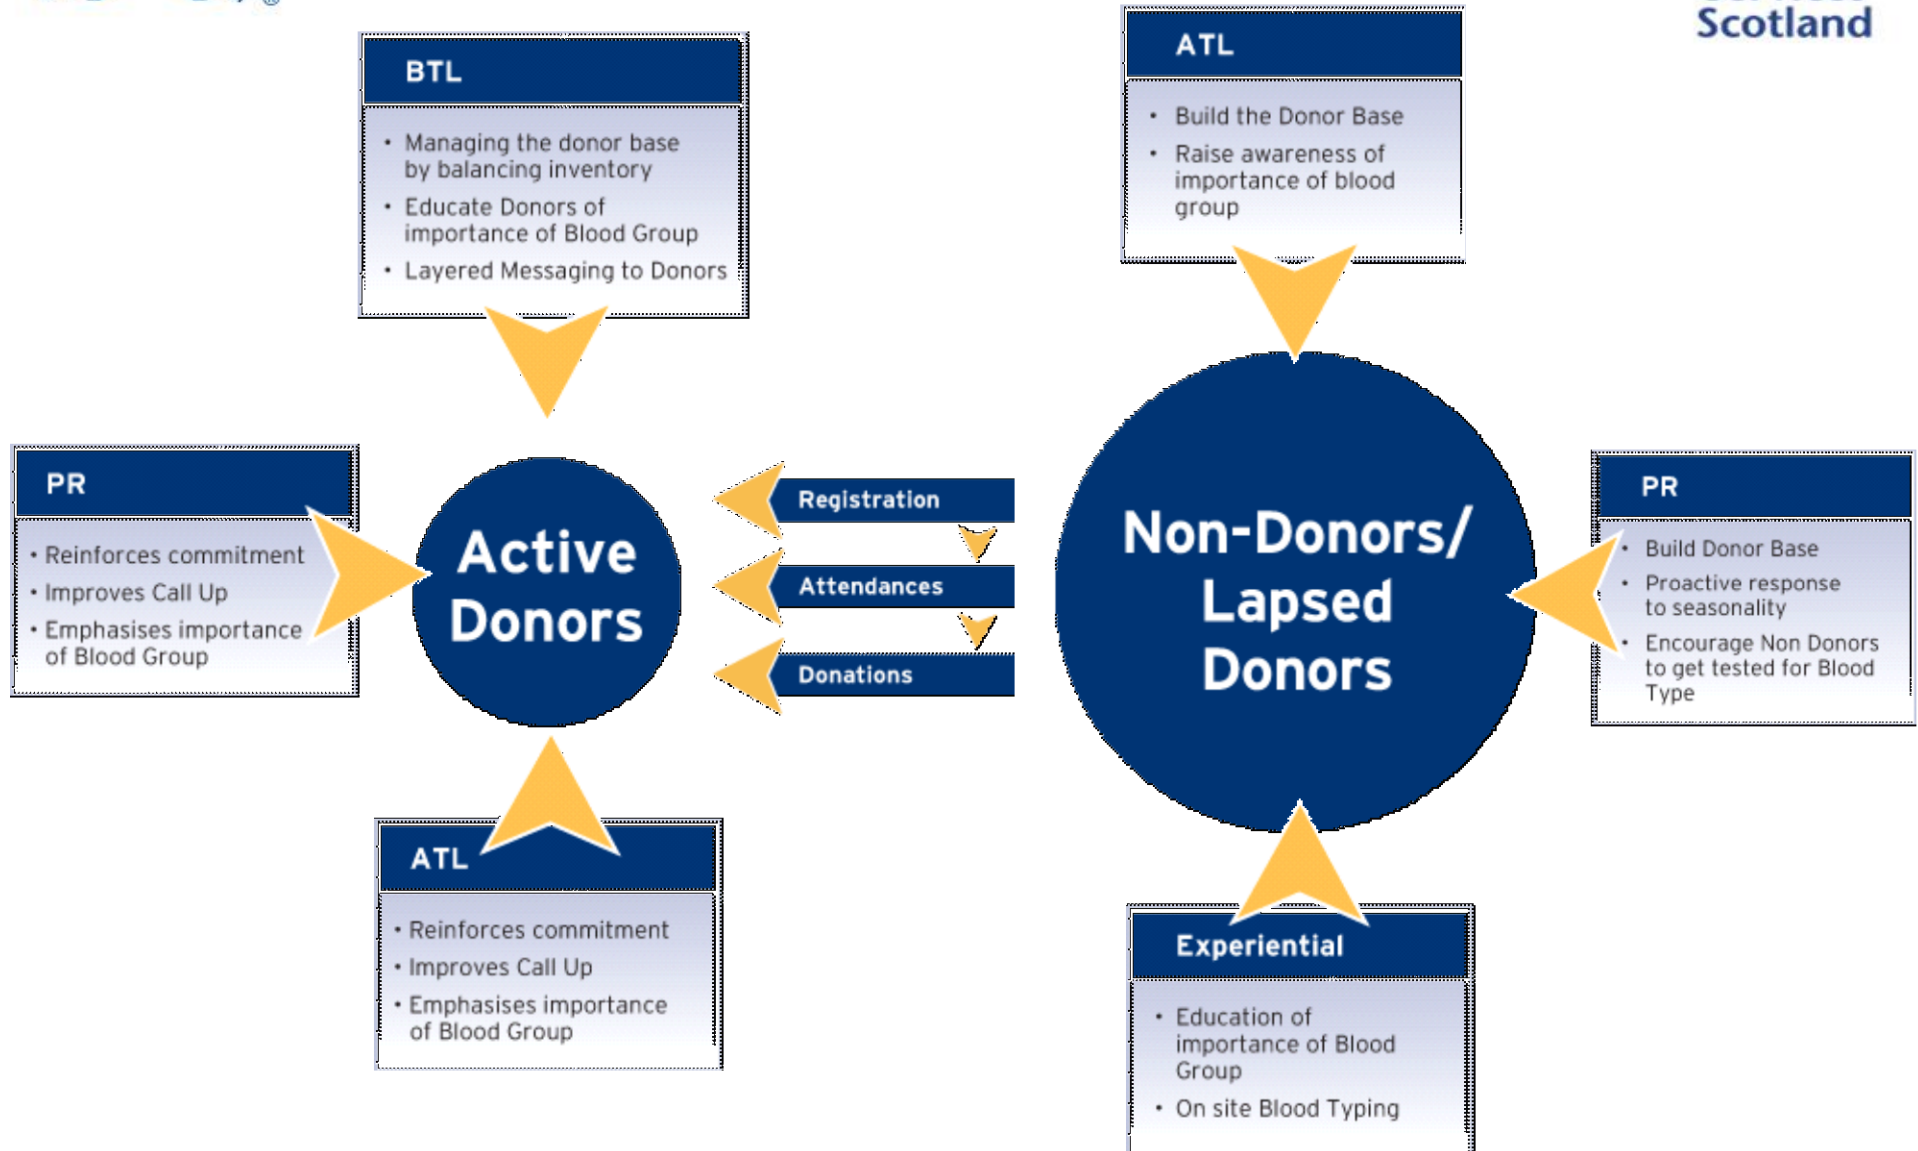 Scotland
BTL
• Managing the donor base
by balancing inventory
• Educate Donors of
importance of Blood Group
• Layered Messaging to Donors
ATL
• Build the Donor Base
• Raise awareness of
importance of blood
group
PR
• Reinforces commitment
• Improves Call Up
• Emphasises importance
of Blood Group
Active
Donors
Registration
Attendances
Donations
Non-Donors/
Lapsed
Donors
PR
• Build Donor Base
• Proactive response
to seasonality
• Encourage Non Donors
to get tested for Blood
Type
ATL
• Reinforces commitment
• Improves Call Up
• Emphasises importance
of Blood Group
Experiential
• Education of
importance of Blood
Group
• On site Blood Typing